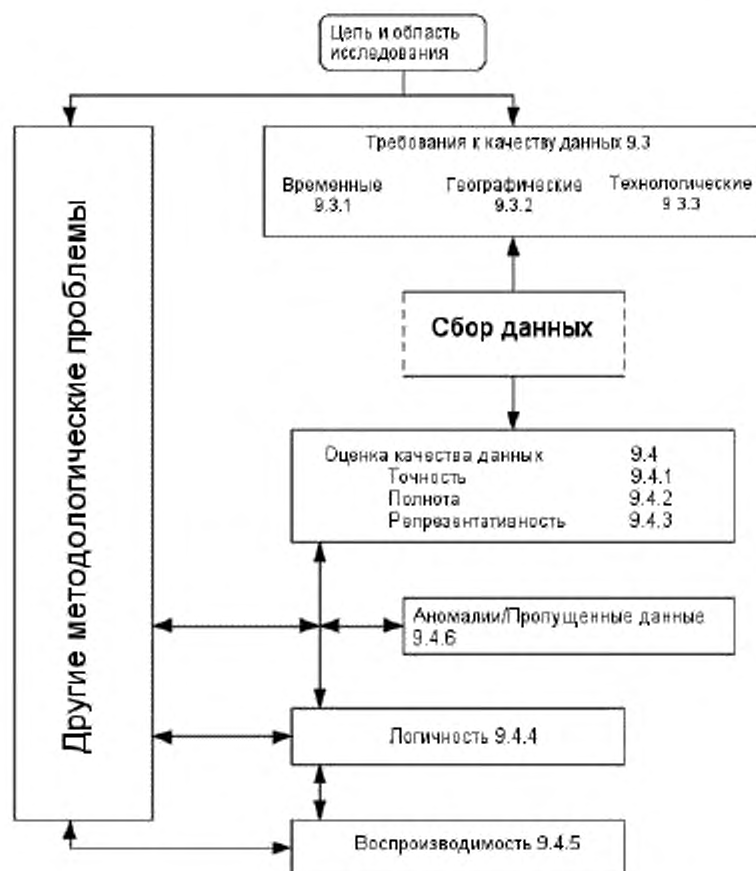 Цель и область
исследования
Требования к качеству данных 9.3
Временные Географические Технологические
9.3.1 9.3.2 9 3.3
Другие методологические проблемы
Сбор данных
Оценка качества данных 9.4
Точность 9.4.1
Полнота 9.4.2
Репрезентативность 9.4.3
Аномалии/Пропущенные данные
9.4.6
Логичность 9.4.4
Воспроизводимость 9.4.5